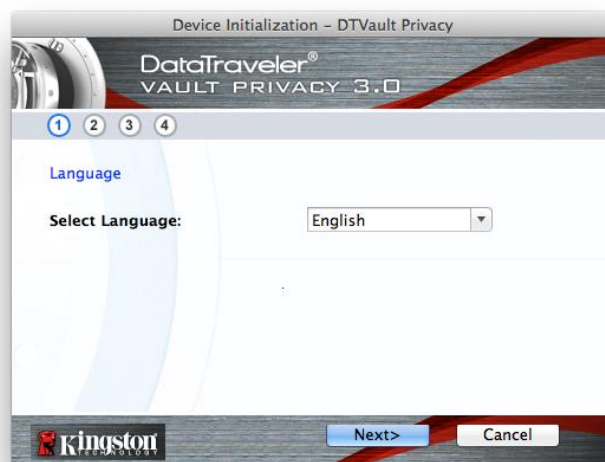 Device Initialization – DTVault Privacy
DataTraveler®
VAULT PRIVACY 3.0
1 2 3 4
Language
Select Language: English
Kingston
TECHNOLOGY
Next> Cancel